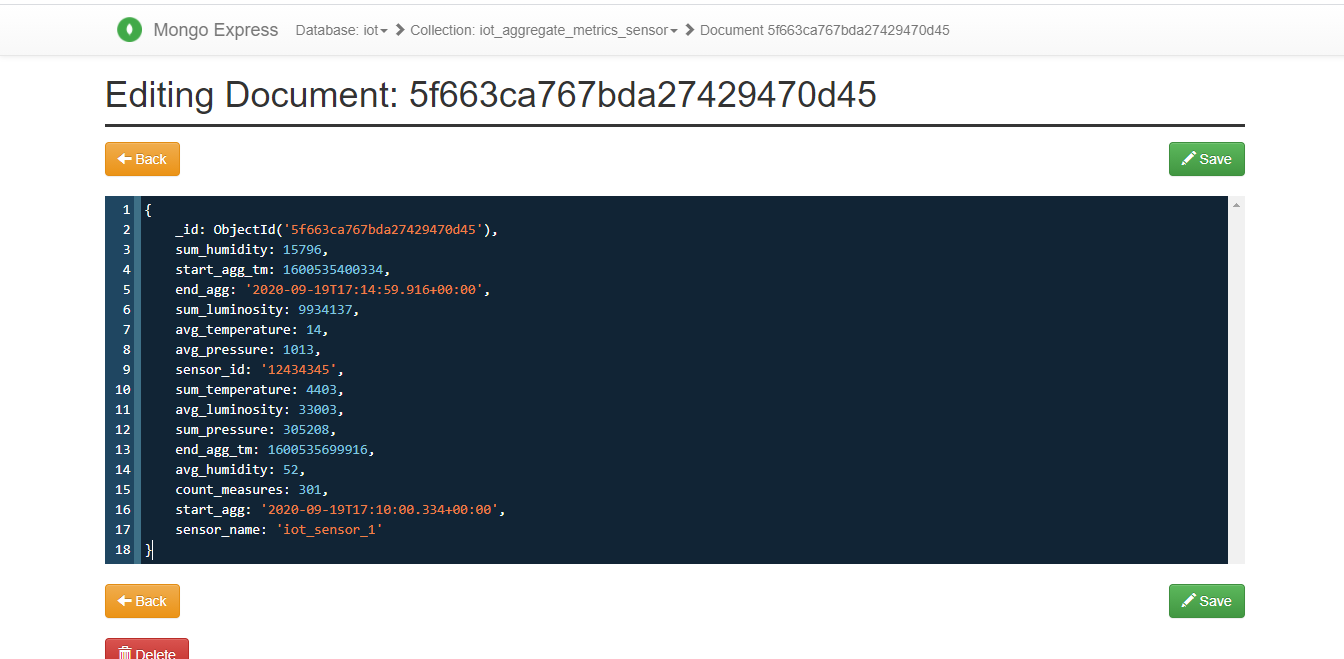 Mongo Express Database: iot Collection: iot_aggregate_metrics_sensor Document 5f663ca767bda27429470d45
Editing Document: 5f663ca767bda27429470d45
Back Save
1 {
2 _id: ObjectId('5f663ca767bda27429470d45'),
3 sum_humidity: 15796,
4 start_agg_tm: 1600535400334,
5 end_agg: '2020-09-19T17:14:59.916+00:00',
6 sum_luminosity: 9934137,
7 avg_temperature: 14,
8 avg_pressure: 1013,
9 sensor_id: '12434345',
10 sum_temperature: 4403,
11 avg_luminosity: 33003,
12 sum_pressure: 305208,
13 end_agg_tm: 1600535699916,
14 avg_humidity: 52,
15 count_measures: 301,
16 start_agg: '2020-09-19T17:10:00.334+00:00',
17 sensor_name: 'iot_sensor_1'
18 }
Back Save
Delete